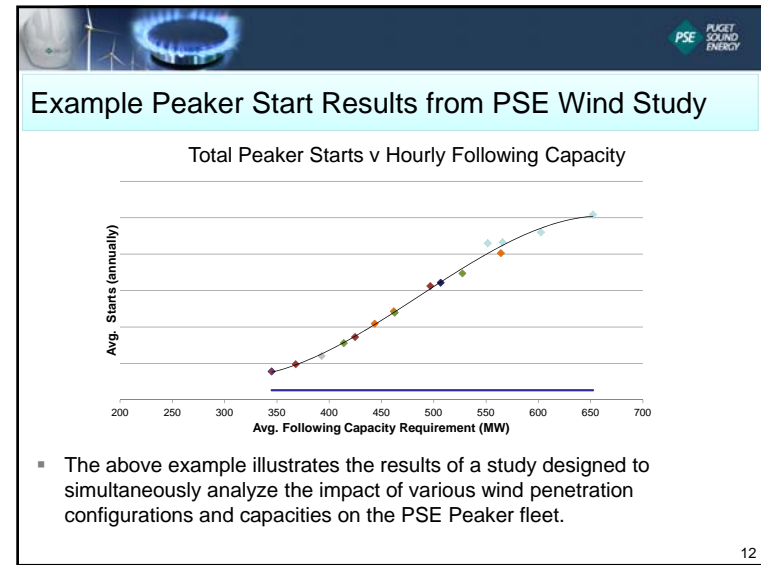 PSE
PUGET
SOUND
ENERGY
Example Peaker Start Results from PSE Wind Study
Total Peaker Starts v Hourly Following Capacity
Avg. Starts (annually)
200 250 300 350 400 450 500 550 600 650 700
Avg. Following Capacity Requirement (MW)
The above example illustrates the results of a study designed to
simultaneously analyze the impact of various wind penetration
configurations and capacities on the PSE Peaker fleet.
12